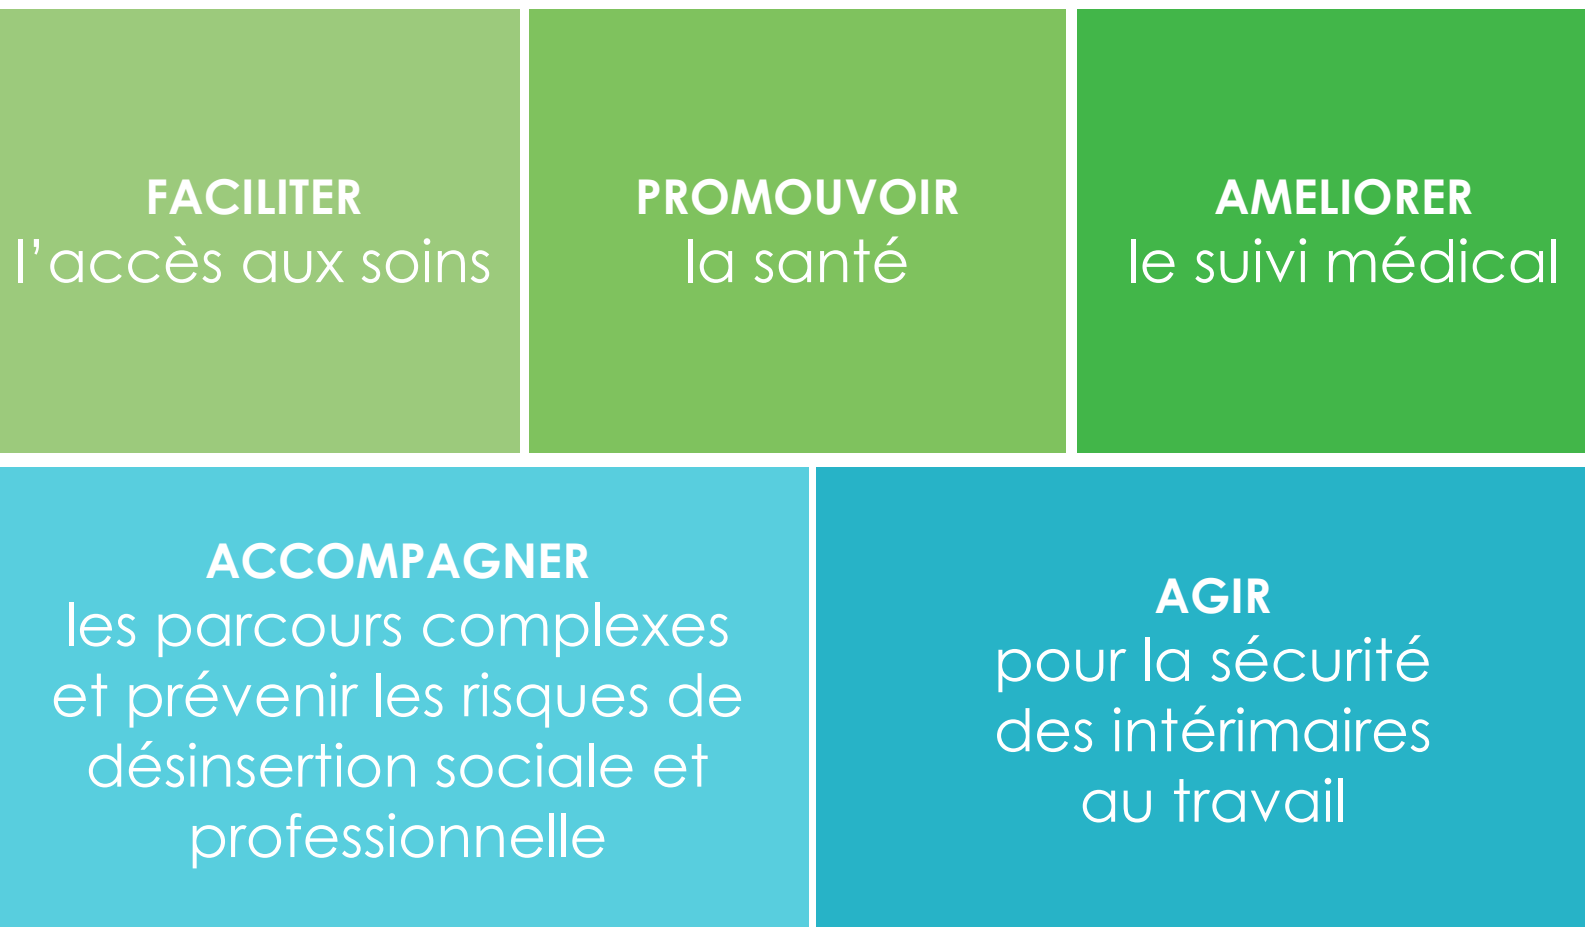 FACILITER
l’accès aux soins
PROMOUVOIR
la santé
AMELIORER
le suivi médical
ACCOMPAGNER
les parcours complexes
et prévenir les risques de
désinsertion sociale et
professionnelle
AGIR
pour la sécurité
des intérimaires
au travail